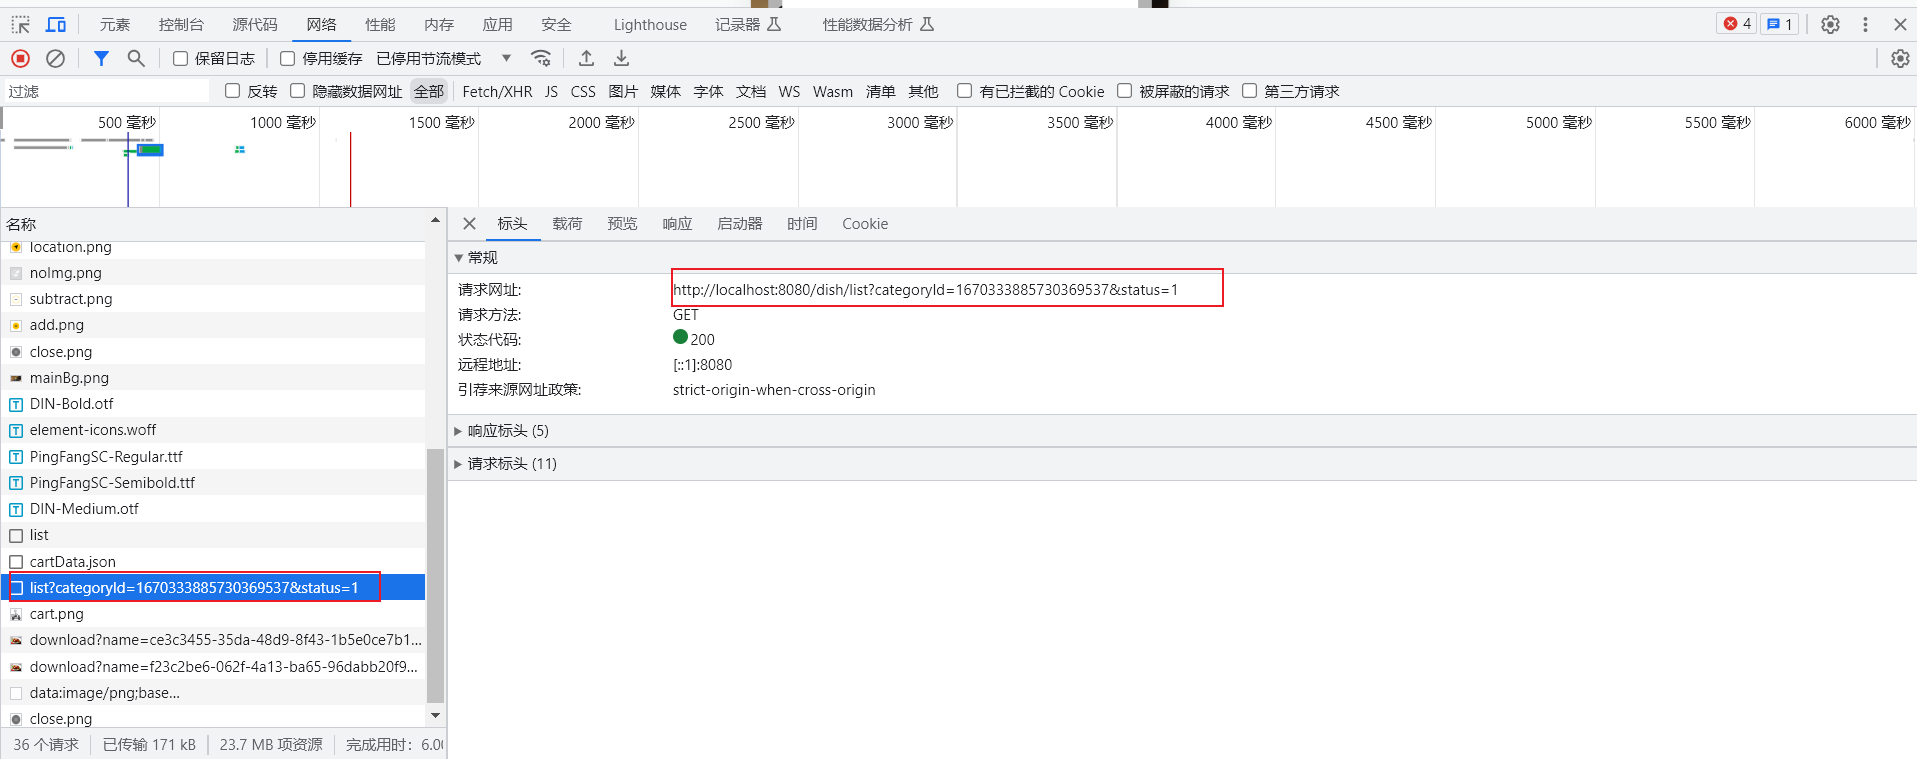 元素 控制台 源代码 网络 性能 内存 应用 安全 Lighthouse 记录器 性能数据分析 4 1
保留日志 停用缓存 已停用节流模式
过滤 反转 隐藏数据网址 全部 Fetch/XHR JS CSS 图片 媒体 字体 文档 WS Wasm 清单 其他 有已拦截的 Cookie 被屏蔽的请求 第三方请求
500 毫秒 1000 毫秒 1500 毫秒 2000 毫秒 2500 毫秒 3000 毫秒 3500 毫秒 4000 毫秒 4500 毫秒 5000 毫秒 5500 毫秒 6000 毫秒
名称
location.png
noImg.png
subtract.png
add.png
close.png
mainBg.png
DIN-Bold.otf
element-icons.woff
PingFangSC-Regular.ttf
PingFangSC-Semibold.ttf
DIN-Medium.otf
list
cartData.json
list?categoryId=1670333885730369537&status=1
cart.png
download?name=ce3c3455-35da-48d9-8f43-1b5e0ce7b1...
download?name=f23c2be6-062f-4a13-ba65-96dabb20f9...
data:image/png;base...
close.png
36 个请求 已传输 171 kB 23.7 MB 项资源 完成用时: 6.00
标头 载荷 预览 响应 启动器 时间 Cookie
常规
请求网址: http://localhost:8080/dish/list?categoryId=1670333885730369537&status=1
请求方法: GET
状态代码: 200
远程地址: [::1]:8080
引荐来源网址政策: strict-origin-when-cross-origin
响应标头 (5)
请求标头 (11)